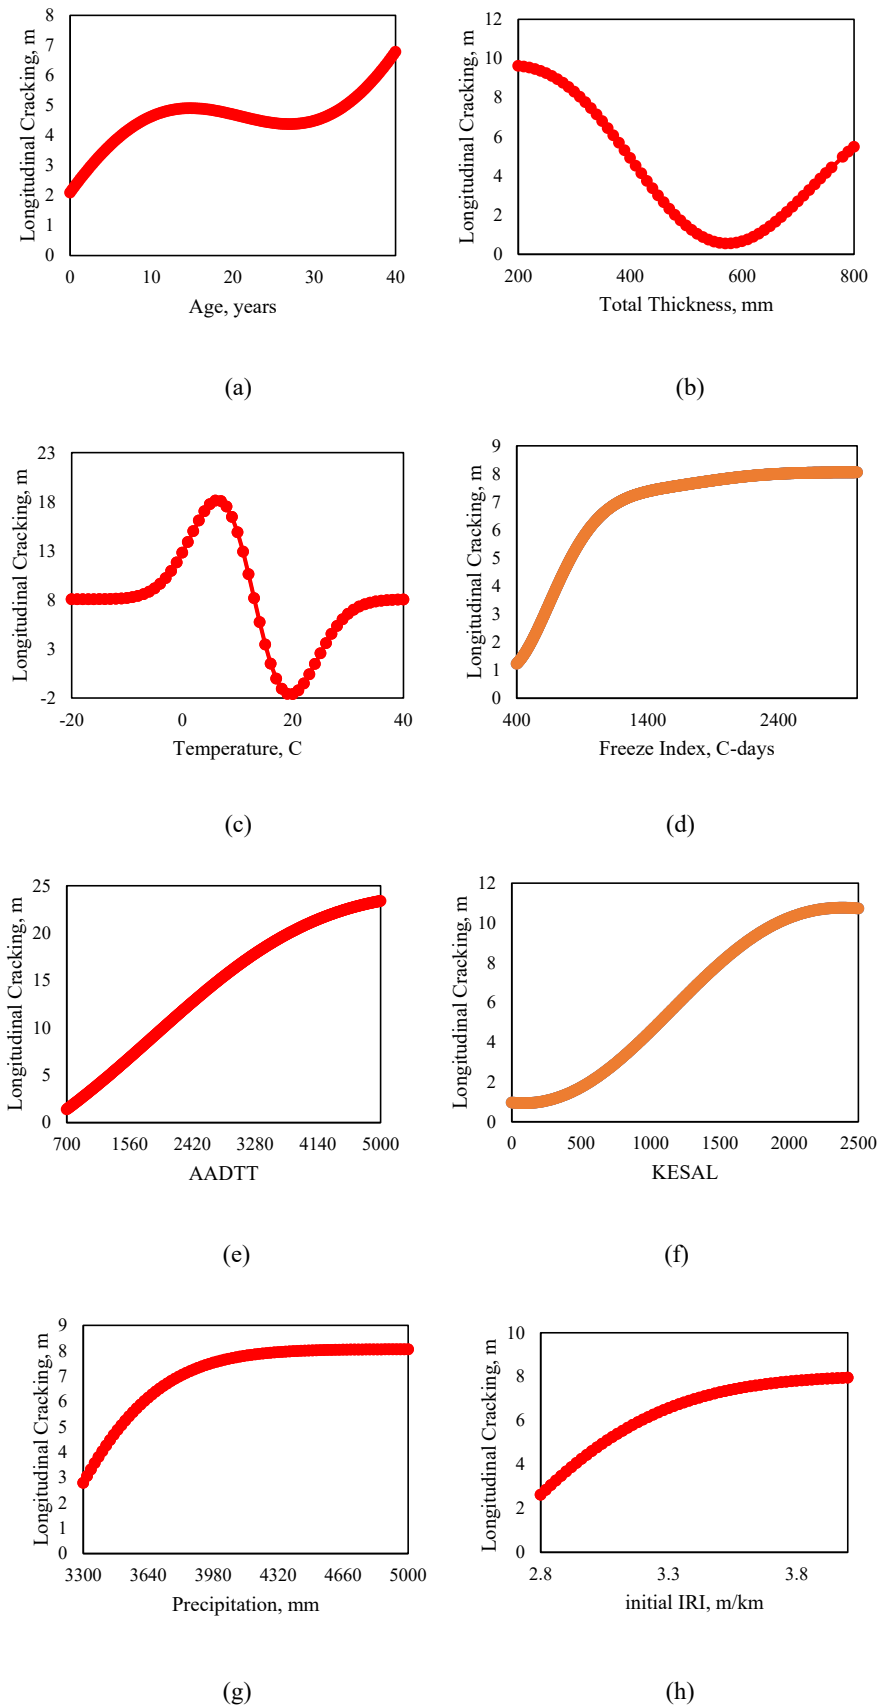 Longitudinal Cracking, m
8
7
6
5
4
3
2
1
0
0 10 20 30 40
Age, years
(a)
Longitudinal Cracking, m
12
10
8
6
4
2
0
200 400 600 800
Total Thickness, mm
(b)
Longitudinal Cracking, m
23
18
13
8
3
-2
-20 0 20 40
Temperature, C
(c)
Longitudinal Cracking, m
9
8
7
6
5
4
3
2
1
0
400 1400 2400
Freeze Index, C-days
(d)
Longitudinal Cracking, m
25
20
15
10
5
0
700 1560 2420 3280 4140 5000
AADTT
(e)
Longitudinal Cracking, m
12
10
8
6
4
2
0
0 500 1000 1500 2000 2500
KESAL
(f)
Longitudinal Cracking, m
9
8
7
6
5
4
3
2
1
0
3300 3640 3980 4320 4660 5000
Precipitation, mm
(g)
Longitudinal Cracking, m
10
8
6
4
2
0
2.8 3.3 3.8
initial IRI, m/km
(h)